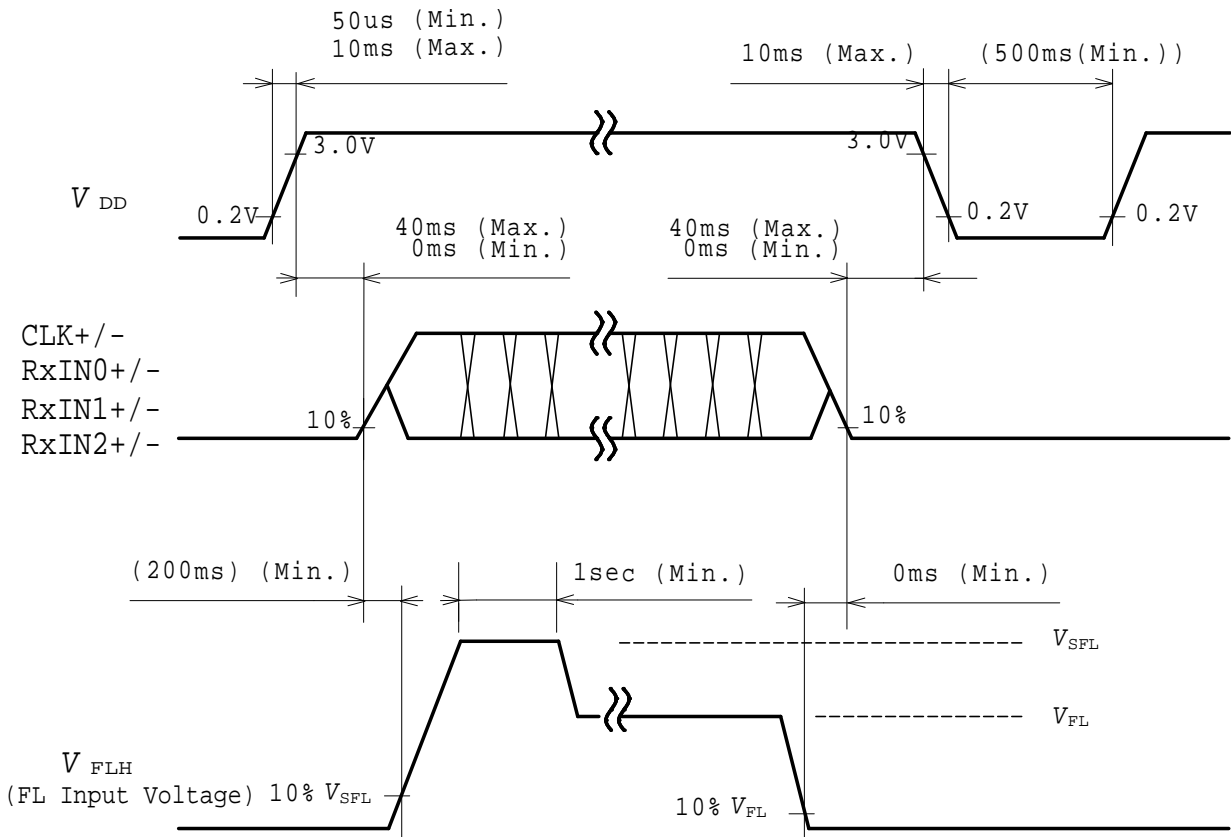 50us (Min.)
10ms (Max.)
10ms (Max.)
(500ms(Min.))
3.0V
3.0V
V DD
0.2V
0.2V
0.2V
40ms (Max.)
0ms (Min.)
40ms (Max.)
0ms (Min.)
CLK+/-
RxIN0+/-
RxIN1+/-
RxIN2+/-
10%
10%
(200ms) (Min.)
1sec (Min.)
0ms (Min.)
VSFL
VFL
V FLH
(FL Input Voltage)
10% VSFL
10% VFL